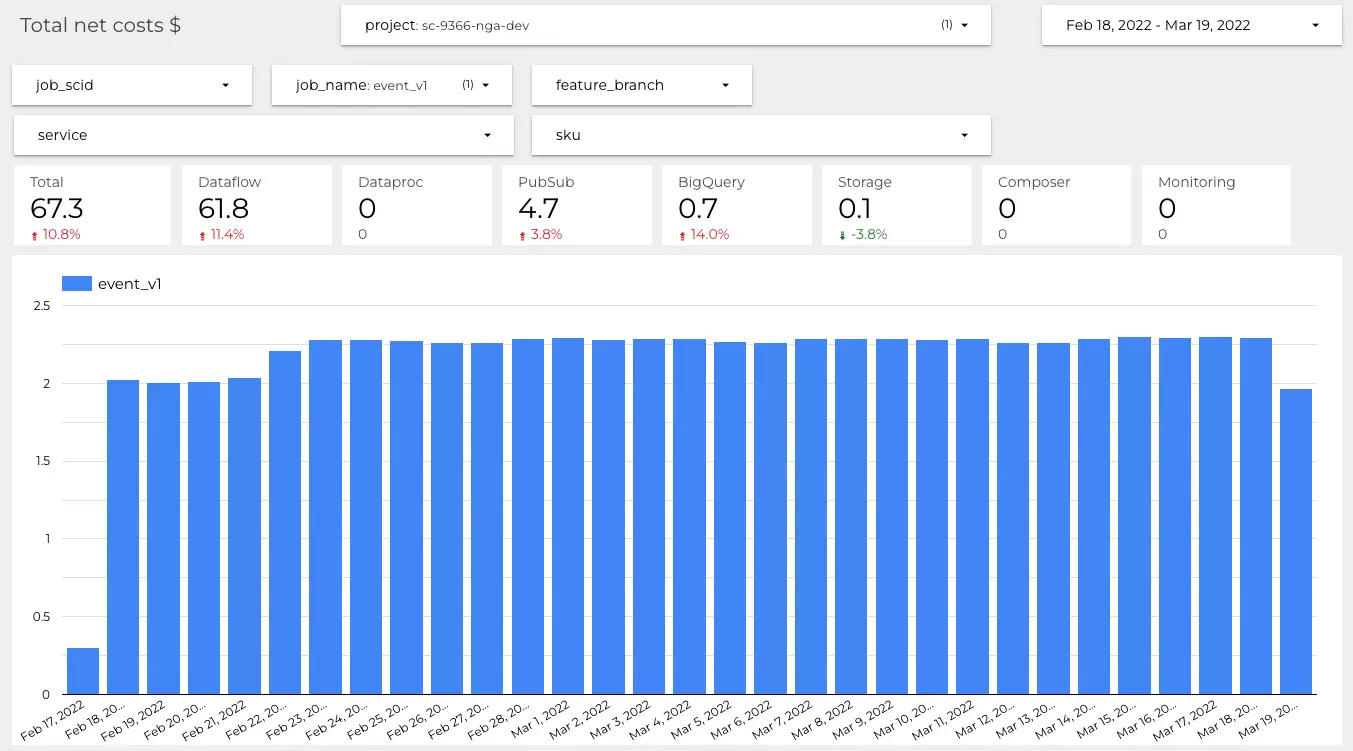 Total net costs $
project: sc-9366-nga-dev (1)
Feb 18, 2022 - Mar 19, 2022
job_scid
job_name: event_v1 (1)
feature_branch
service
sku
Total
67.3
10.8%
Dataflow
61.8
11.4%
Dataproc
0
0
PubSub
4.7
3.8%
BigQuery
0.7
14.0%
Storage
0.1
-3.8%
Composer
0
0
Monitoring
0
0
event_v1
2.5
2
1.5
1
0.5
0
Feb 17, 2022
Feb 18, 20...
Feb 19, 2022
Feb 20, 20...
Feb 21, 2022
Feb 22, 20...
Feb 23, 20...
Feb 24, 20...
Feb 25, 20...
Feb 26, 20...
Feb 27, 20...
Feb 28, 20...
Mar 1, 2022
Mar 2, 2022
Mar 3, 2022
Mar 4, 2022
Mar 5, 2022
Mar 6, 2022
Mar 7, 2022
Mar 8, 2022
Mar 9, 2022
Mar 10, 20...
Mar 11, 2022
Mar 12, 20...
Mar 13, 20...
Mar 14, 20...
Mar 15, 20...
Mar 16, 20...
Mar 17, 2022
Mar 18, 20...
Mar 19, 20...